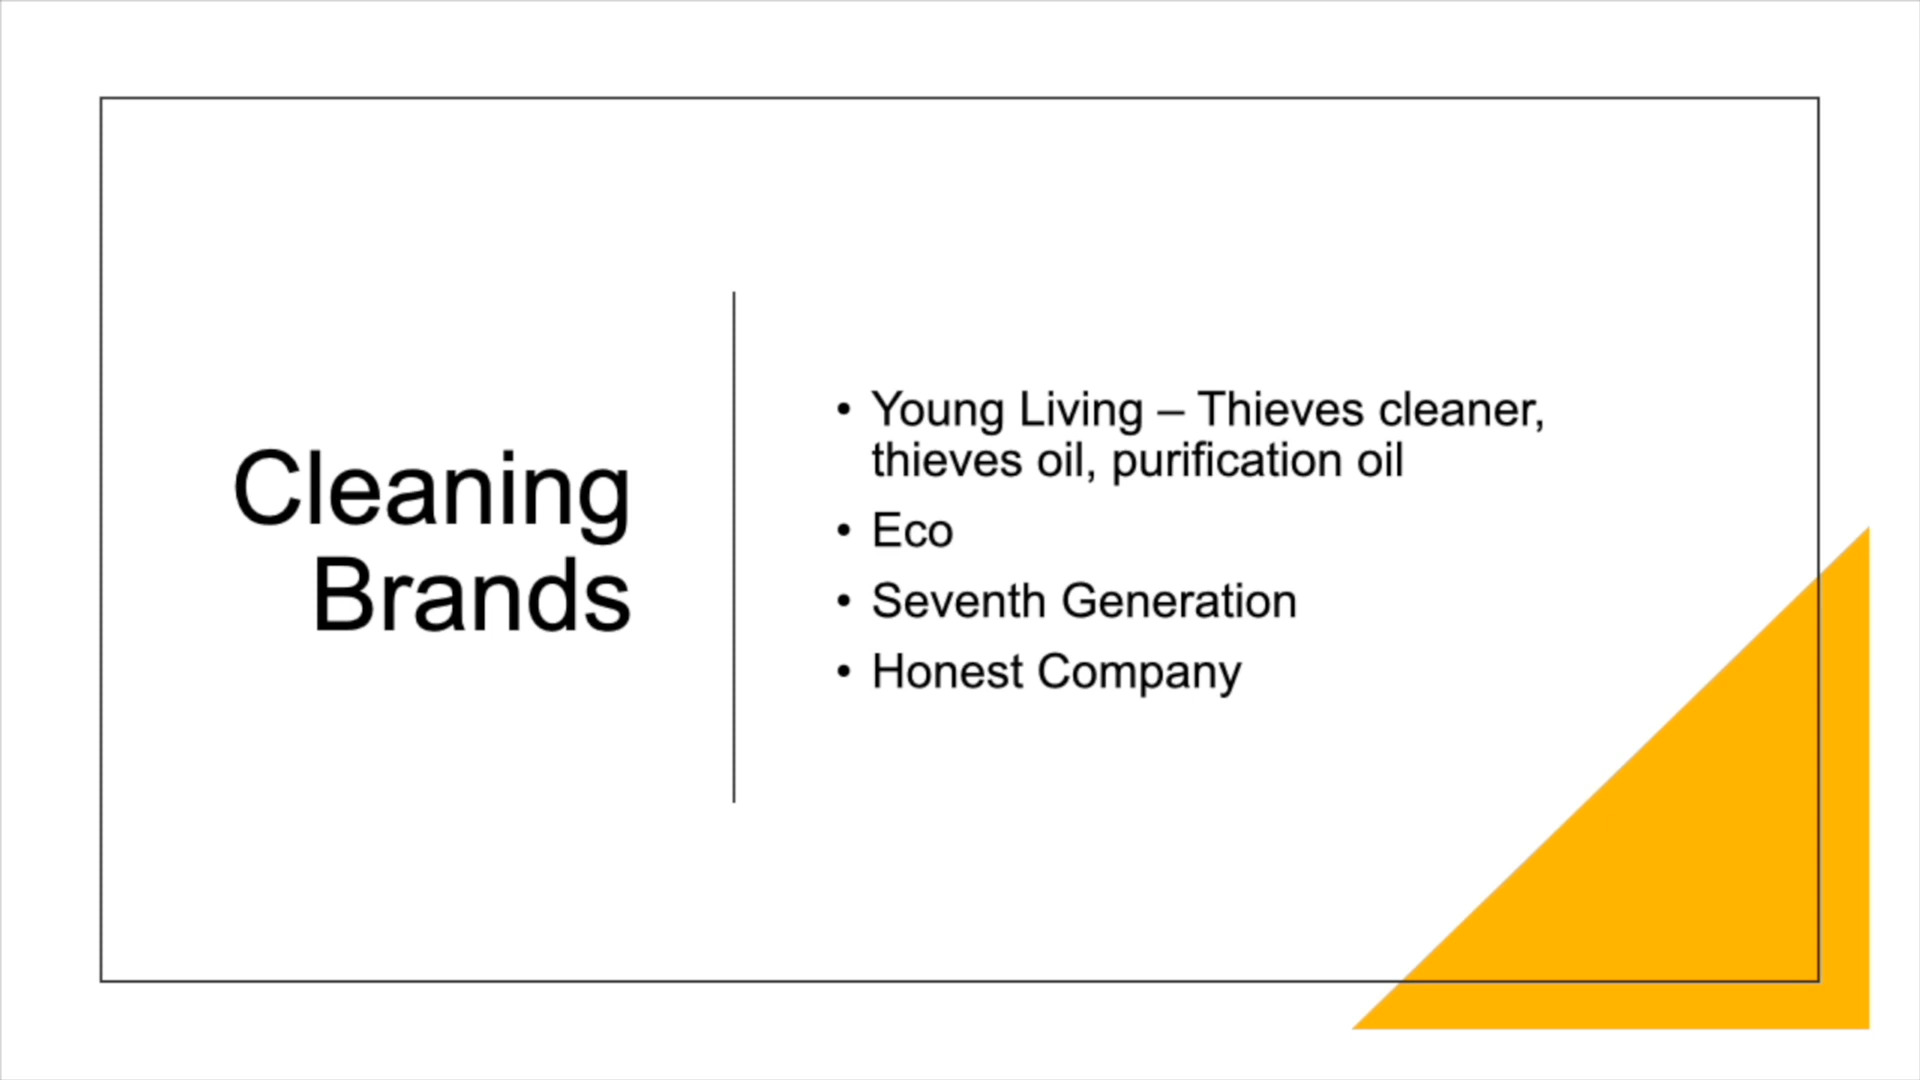 Cleaning
Brands
• Young Living – Thieves cleaner,
thieves oil, purification oil
• Eco
• Seventh Generation
• Honest Company